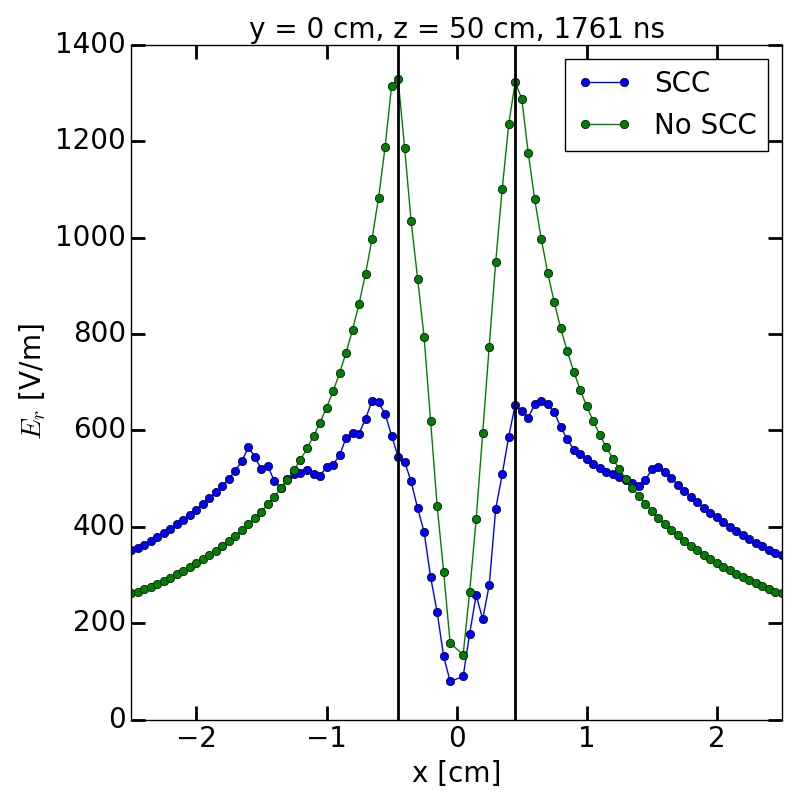 y = 0 cm, z = 50 cm, 1761 ns
1400
1200
1000
800
600
400
200
0
E_r [V/m]
SCC
No SCC
−2 −1 0 1 2
x [cm]